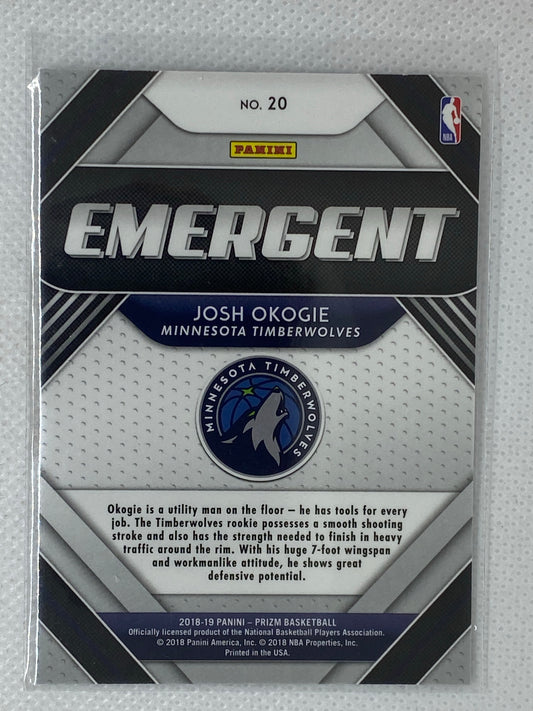 NO. 20
NBA
PANINI
EMERGENT
JOSH OKOGIE
MINNESOTA TIMBERWOLVES
MINNESOTA TIMBERWOLVES
Okogie is a utility man on the floor – he has tools for every
job. The Timberwolves rookie possesses a smooth shooting
stroke and also has the strength needed to finish in heavy
traffic around the rim. With his huge 7-foot wingspan
and workmanlike attitude, he shows great
defensive potential.
2018-19 PANINI – PRIZM BASKETBALL
Officially licensed product of the National Basketball Players Association.
© 2018 Panini America, Inc. © 2018 NBA Properties, Inc.
Printed in the USA.